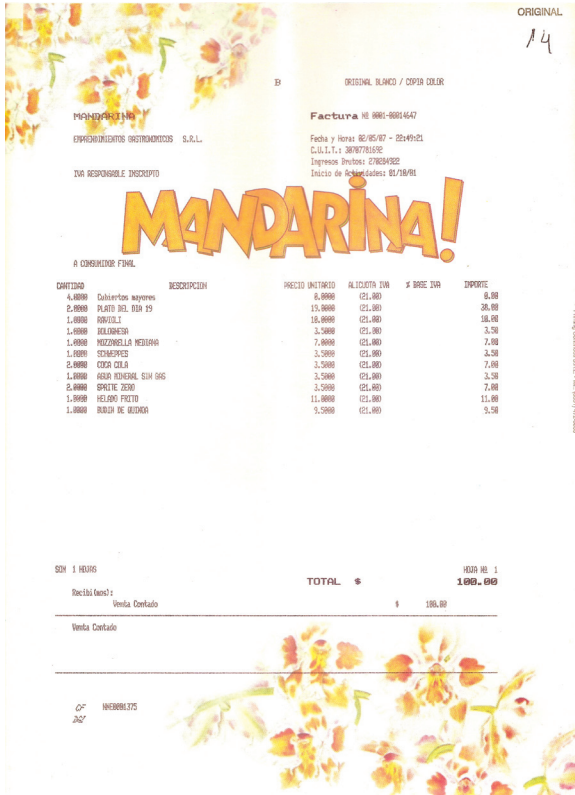 ORIGINAL
14
B
ORIGINAL BLANCO / COPIA COLOR
MANDARINA
Factura Nº 0001-00014647
EMPRENDIMIENTOS GASTRONOMICOS S.R.L.
Fecha y Hora: 02/05/07 - 22:49:21
C.U.I.T.: 30707781692
Ingresos Brutos: 270284922
IVA RESPONSABLE INSCRIPTO
Inicio de Actividades: 01/10/01
MANDARINA!
A CONSUMIDOR FINAL
CANTIDAD DESCRIPCION PRECIO UNITARIO ALICUOTA IVA % BASE IVA IMPORTE
4.0000 Cubiertos mayores 0.0000 (21.00) 0.00
2.0000 PLATO DEL DIA 19 19.0000 (21.00) 38.00
1.0000 RAVIOLI 10.0000 (21.00) 10.00
1.0000 BOLOGNESA 3.5000 (21.00) 3.50
1.0000 MOZZARELLA MEDIANA 7.0000 (21.00) 7.00
1.0000 SCHWEPPES 3.5000 (21.00) 3.50
2.0000 COCA COLA 3.5000 (21.00) 7.00
1.0000 AGUA MINERAL SIN GAS 3.5000 (21.00) 3.50
2.0000 SPRITE ZERO 3.5000 (21.00) 7.00
1.0000 HELADO FRITO 11.0000 (21.00) 11.00
1.0000 BUDIN DE QUINOA 9.5000 (21.00) 9.50
SON 1 HOJAS HOJA Nº 1
TOTAL $ 100.00
Recibi(mos):
Venta Contado $ 100.00
Venta Contado
CF NHE0001375
DGI